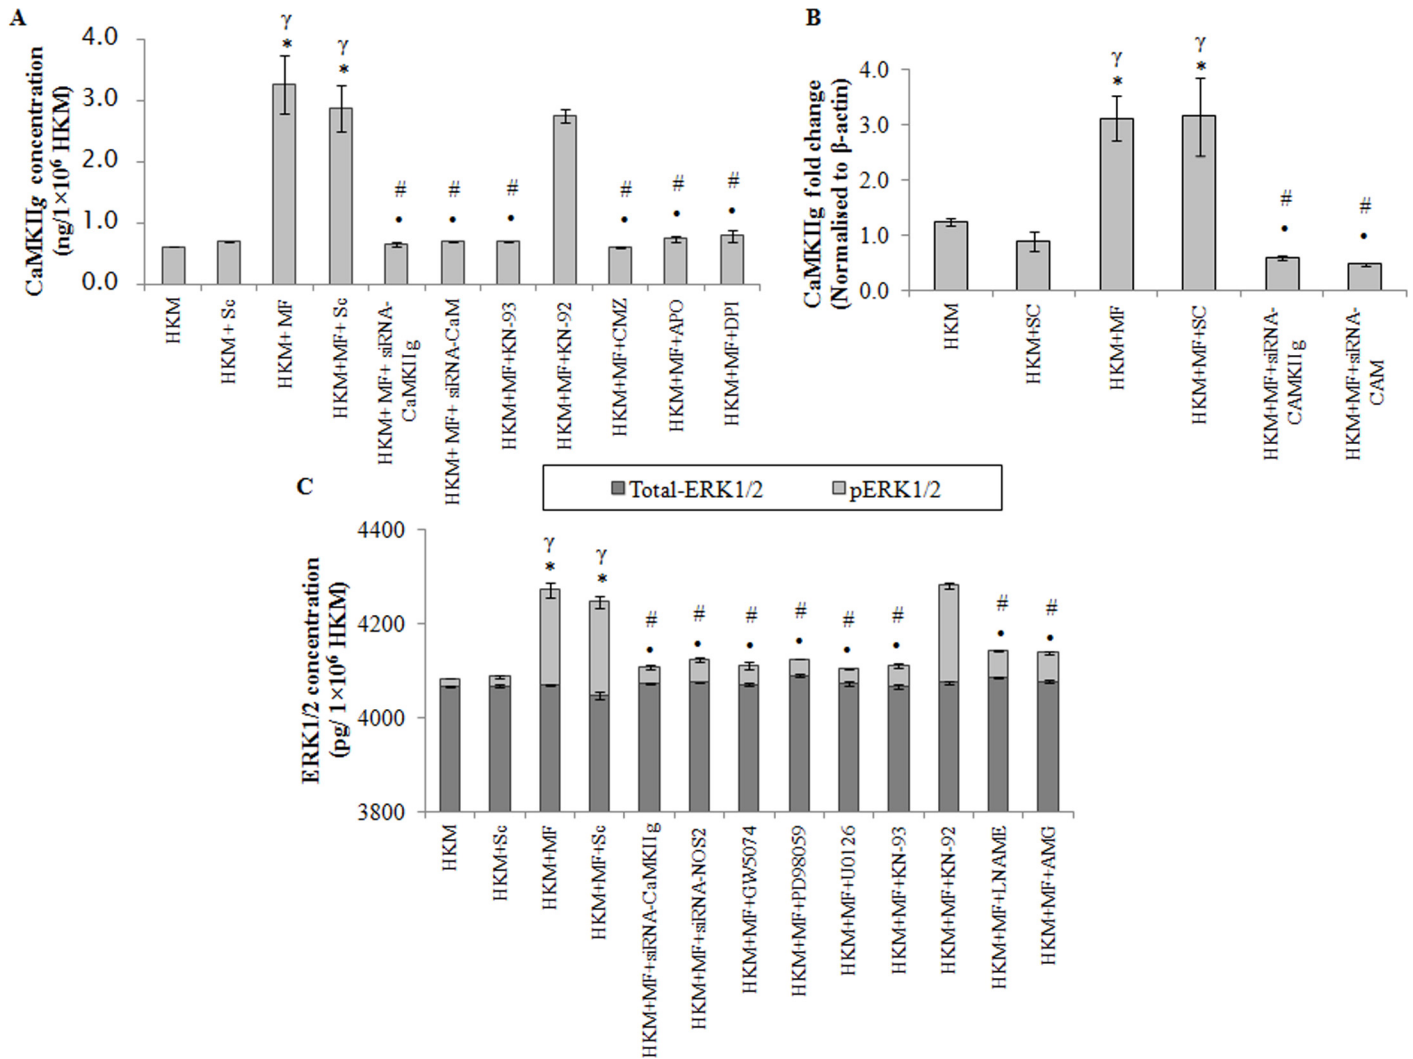 A
CaMKIIg concentration
(ng/1×10⁶ HKM)
4.0
3.0
2.0
1.0
0.0
γ
*
γ
*
#
•
#
•
#
•
#
•
#
•
#
•
HKM
HKM + Sc
HKM+ MF
HKM+MF+ Sc
HKM+ MF+ siRNA-
CaMKIIg
HKM+ MF+ siRNA-CaM
HKM+MF+KN-93
HKM+MF+KN-92
HKM+MF+CMZ
HKM+MF+APO
HKM+MF+DPI
B
CaMKIIg fold change
(Normalised to β-actin)
4.0
3.0
2.0
1.0
0.0
γ
*
γ
*
#
•
#
•
HKM
HKM+SC
HKM+MF
HKM+MF+SC
HKM+MF+siRNA-
CAMKIIg
HKM+MF+siRNA-
CAM
C
Total-ERK1/2 pERK1/2
ERK1/2 concentration
(pg/ 1×10⁶ HKM)
4400
4200
4000
3800
γ
*
γ
*
#
•
#
•
#
•
#
•
#
•
#
•
#
•
#
•
HKM
HKM+Sc
HKM+MF
HKM+MF+Sc
HKM+MF+siRNA-CaMKIIg
HKM+MF+siRNA-NOS2
HKM+MF+GW5074
HKM+MF+PD98059
HKM+MF+U0126
HKM+MF+KN-93
HKM+MF+KN-92
HKM+MF+LNAME
HKM+MF+AMG